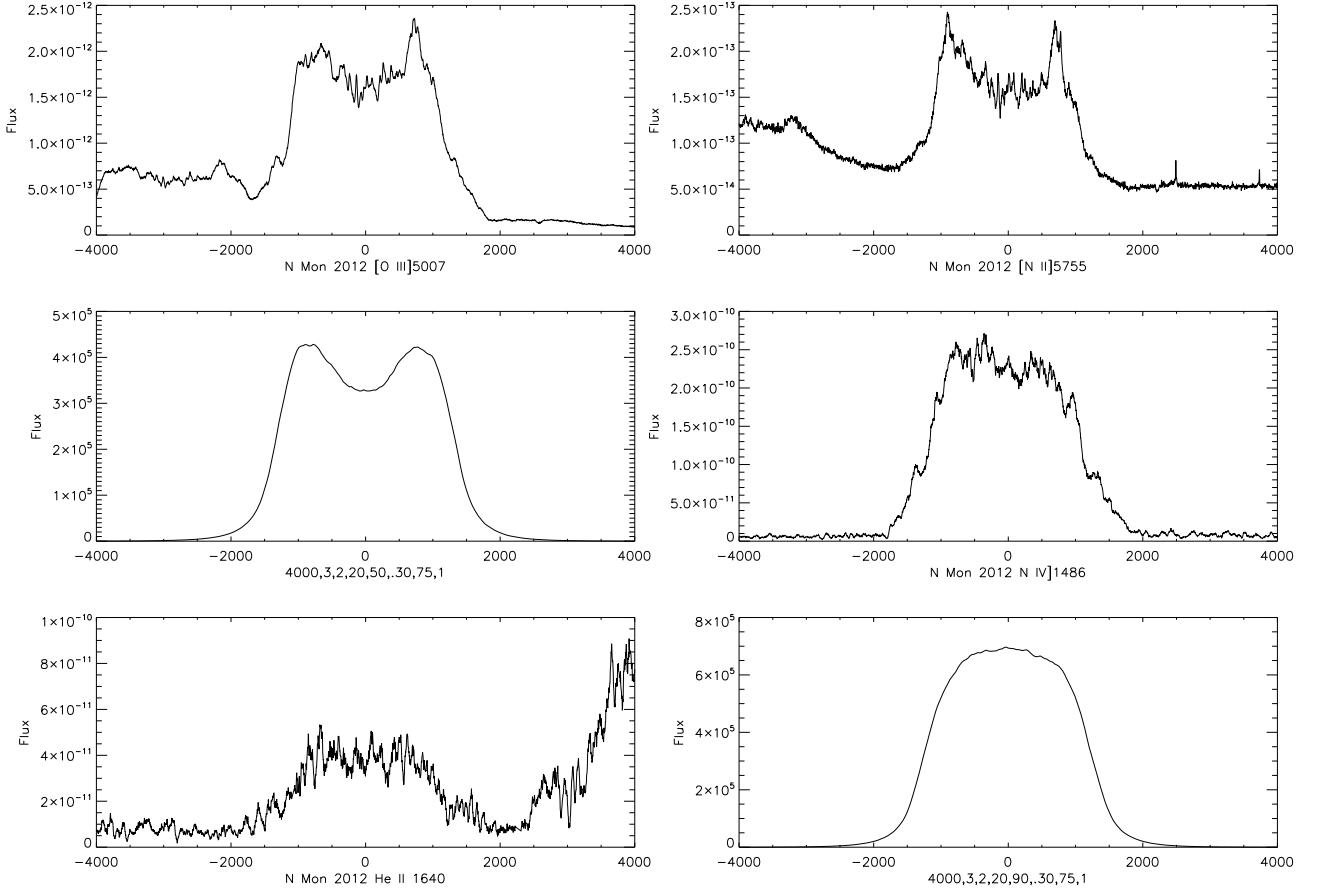 2.5×10⁻¹²
2.0×10⁻¹²
1.5×10⁻¹²
1.0×10⁻¹²
5.0×10⁻¹³
0
Flux
−4000 −2000 0 2000 4000
N Mon 2012 [O III]5007
2.5×10⁻¹³
2.0×10⁻¹³
1.5×10⁻¹³
1.0×10⁻¹³
5.0×10⁻¹⁴
0
Flux
−4000 −2000 0 2000 4000
N Mon 2012 [N II]5755
5×10⁵
4×10⁵
3×10⁵
2×10⁵
1×10⁵
0
Flux
−4000 −2000 0 2000 4000
4000,3,2,20,50,.30,75,1
3.0×10⁻¹⁰
2.5×10⁻¹⁰
2.0×10⁻¹⁰
1.5×10⁻¹⁰
1.0×10⁻¹⁰
5.0×10⁻¹¹
0
Flux
−4000 −2000 0 2000 4000
N Mon 2012 N IV]1486
1×10⁻¹⁰
8×10⁻¹¹
6×10⁻¹¹
4×10⁻¹¹
2×10⁻¹¹
0
Flux
−4000 −2000 0 2000 4000
N Mon 2012 He II 1640
8×10⁵
6×10⁵
4×10⁵
2×10⁵
0
Flux
−4000 −2000 0 2000 4000
4000,3,2,20,90,.30,75,1